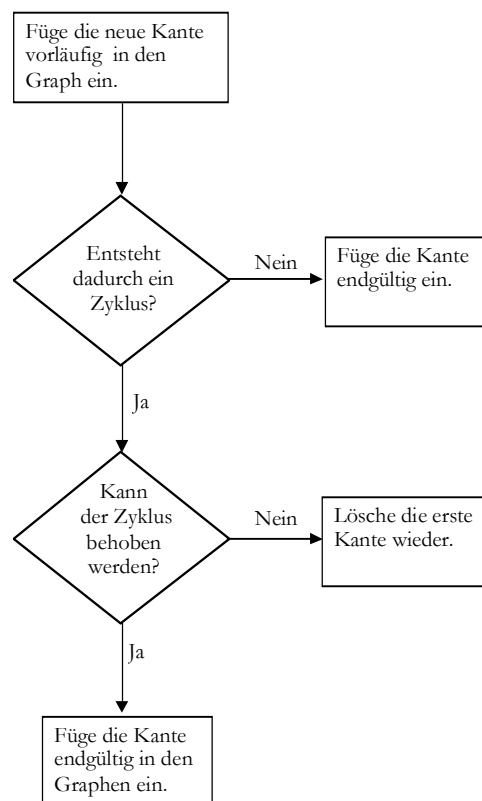 Füge die neue Kante
vorläufig in den
Graph ein.
Entsteht
dadurch ein
Zyklus?
Nein
Füge die Kante
endgültig ein.
Ja
Kann
der Zyklus
behoben
werden?
Nein
Lösche die erste
Kante wieder.
Ja
Füge die Kante
endgültig in den
Graphen ein.